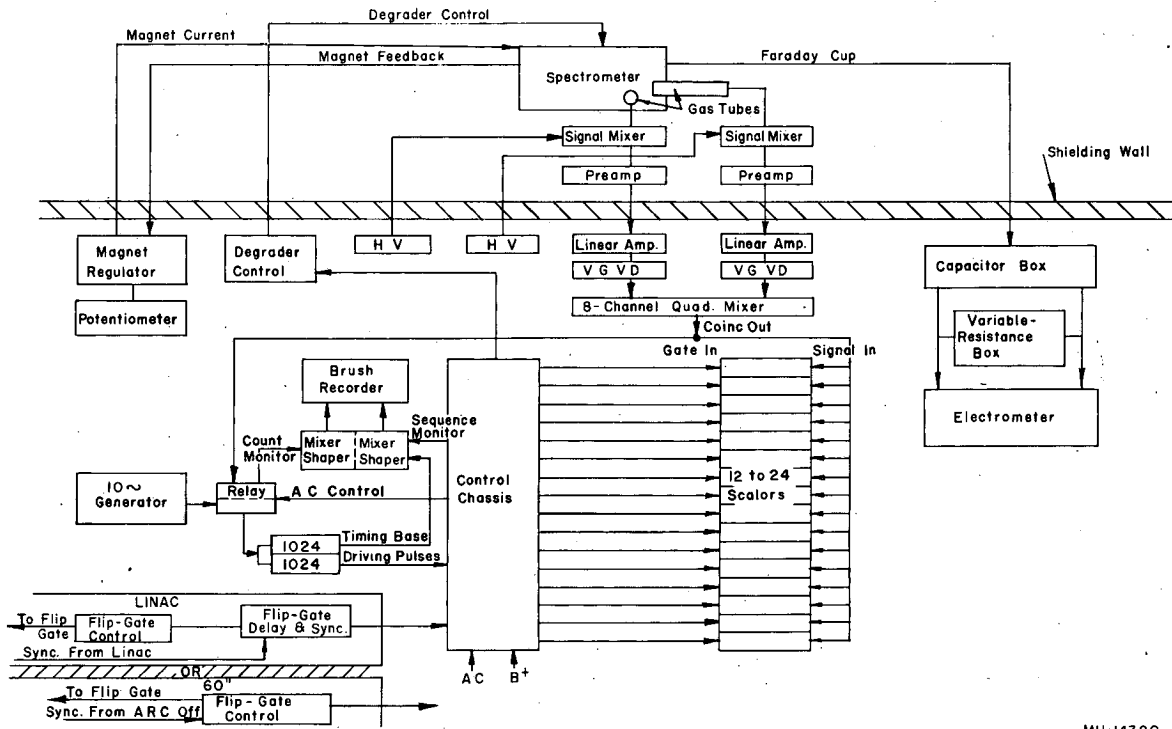 Degrader Control
Magnet Current
Magnet Feedback
Faraday Cup
Spectrometer
Gas Tubes
Signal Mixer
Signal Mixer
Shielding Wall
Preamp
Preamp
Magnet
Regulator
Degrader
Control
H V
H V
Linear Amp.
Linear Amp.
V G V D
V G V D
Capacitor Box
Potentiometer
8-Channel Quad. Mixer
Coinc Out
Variable-
Resistance
Box
Gate In
Signal In
Brush
Recorder
Electrometer
Sequence
Monitor
Count
Monitor
Mixer
Shaper
Mixer
Shaper
Control
Chassis
12 to 24
Scalors
10~
Generator
Relay
A C Control
1024
Timing Base
1024
Driving Pulses
LINAC
To Flip
Gate
Flip-Gate
Control
Flip-Gate
Delay & Sync.
Sync. From Linac
OR
60"
AC
B+
To Flip Gate
Sync. From ARC Off
Flip-Gate
Control